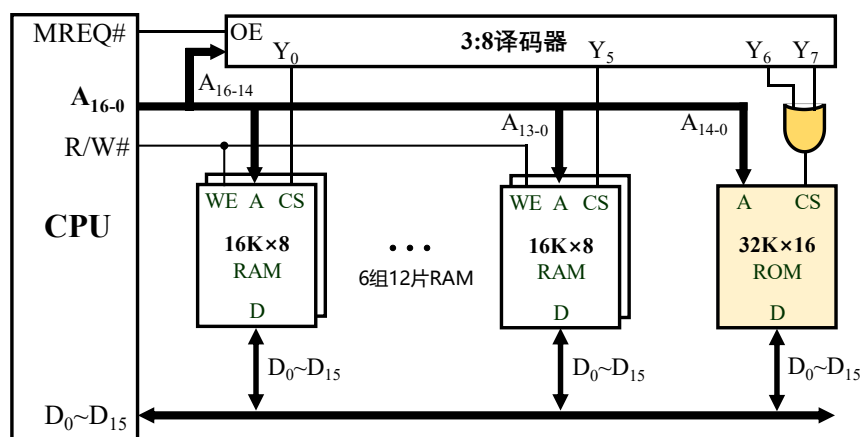 MREQ#
OE
3:8译码器
Y0
Y5
Y6
Y7
A16-14
A16-0
A13-0
A14-0
R/W#
CPU
WE A CS
16K×8
RAM
D
• • •
6组12片RAM
WE A CS
16K×8
RAM
D
A CS
32K×16
ROM
D
D0~D15
D0~D15
D0~D15
D0~D15